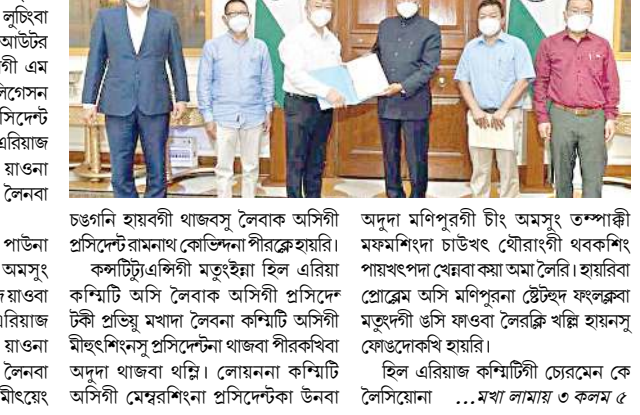 লুচিংবা
আউটর
গী এম
লিগেসন
সিদেন্ট
এরিয়াজ
য়াওনা
লৈনবা
পাউনা
অমসুং
য়াওবা
এরিয়াজ
য়াওনা
লৈনবা
মীৎয়েং
চঙগনি হায়বগী থাজবসু লৈবাক অসিগী
প্রসিদেন্ট রামনাথ কোভিন্দনা পীরক্লে হায়রি।
কন্সটিট্যুএন্সিগী মতুংইন্না হিল এরিয়া
কম্মিটি অসি লৈবাক অসিগী প্রসিদেন্
টকী প্রভিয়ু মখাদা লৈবনা কম্মিটি অসিগী
মীহুৎশিংনসু প্রসিদেন্টনা থাজবা পীরকখিবা
অদুদা থাজবা থম্লি। লোয়ননা কম্মিটি
অসিগী মেম্বরশিংনা প্রসিদেন্টকা উনবা
অদুদা মণিপুরগী চীং অমসুং তম্পাক্কী
মফমশিংদা চাউখৎ থৌরাংগী থবকশিং
পায়খৎপদা খেন্নবা কয়া অমা লৈরি। হায়রিবা
প্রোব্লেম অসি মণিপুরনা ষ্টেটহুদ ফংলক্লবা
মতুংদগী ঙসি ফাওবা লৈরক্লি খল্লি হায়নসু
ফোঙদোকখি হায়রি।
হিল এরিয়াজ কম্মিটিগী চ্যেরমেন কে
লৈসিয়োনা ...মখা লামায় ৩ কলম ৫